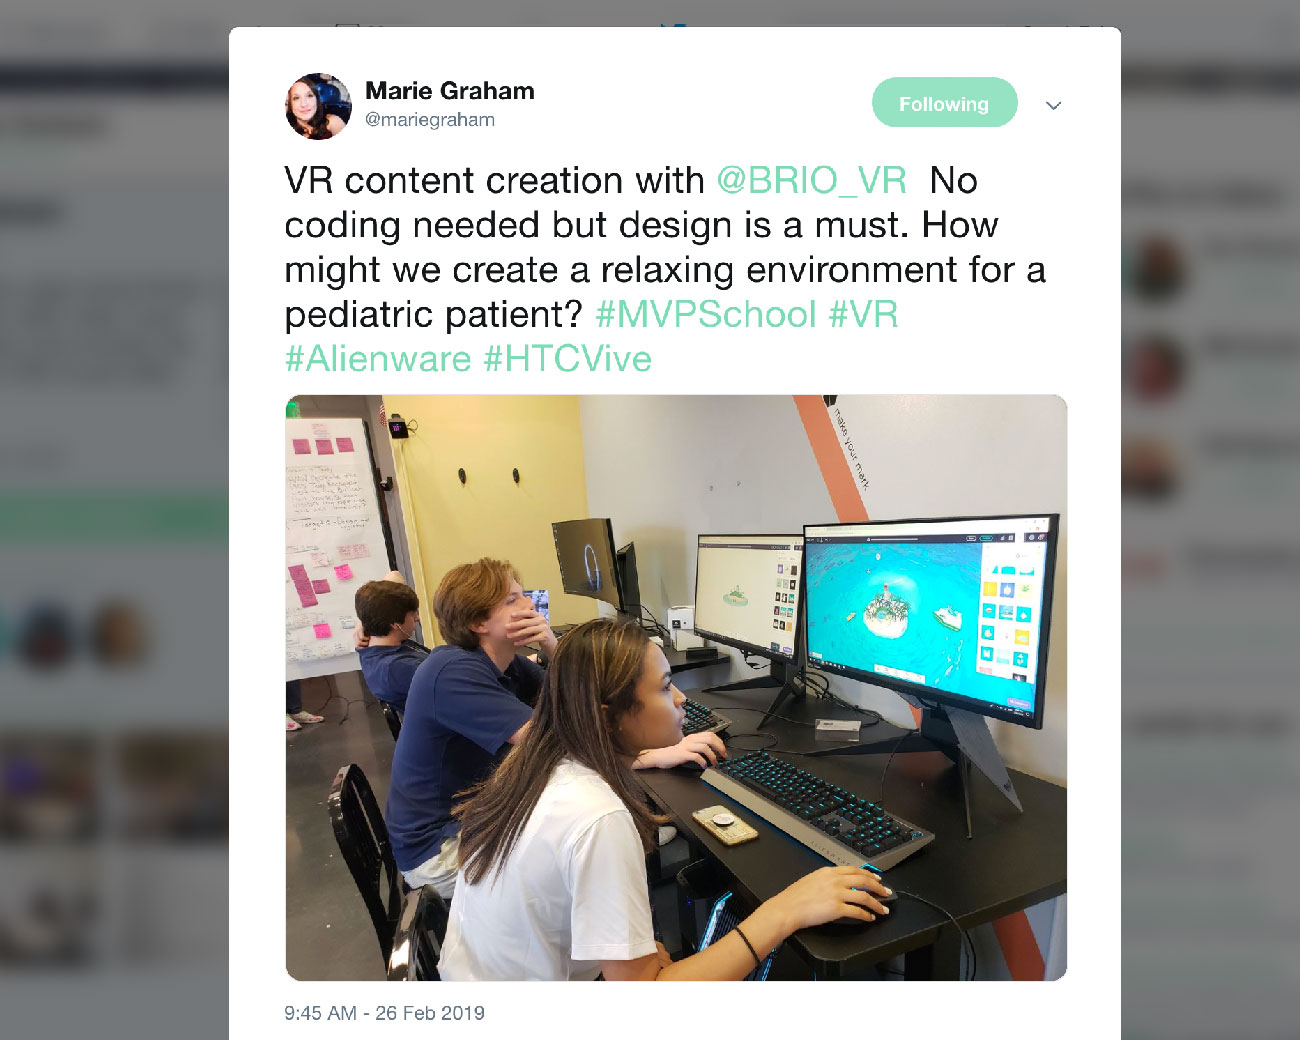 Marie Graham
@mariegraham
Following
VR content creation with @BRIO_VR No
coding needed but design is a must. How
might we create a relaxing environment for a
pediatric patient? #MVPSchool #VR
#Alienware #HTCVive
make your mark
ALIENWARE
9:45 AM - 26 Feb 2019